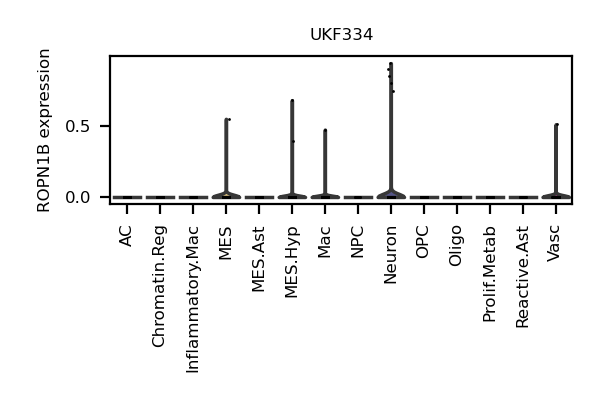 UKF334
ROPN1B expression
0.5
0.0
AC
Chromatin.Reg
Inflammatory.Mac
MES
MES.Ast
MES.Hyp
Mac
NPC
Neuron
OPC
Oligo
Prolif.Metab
Reactive.Ast
Vasc